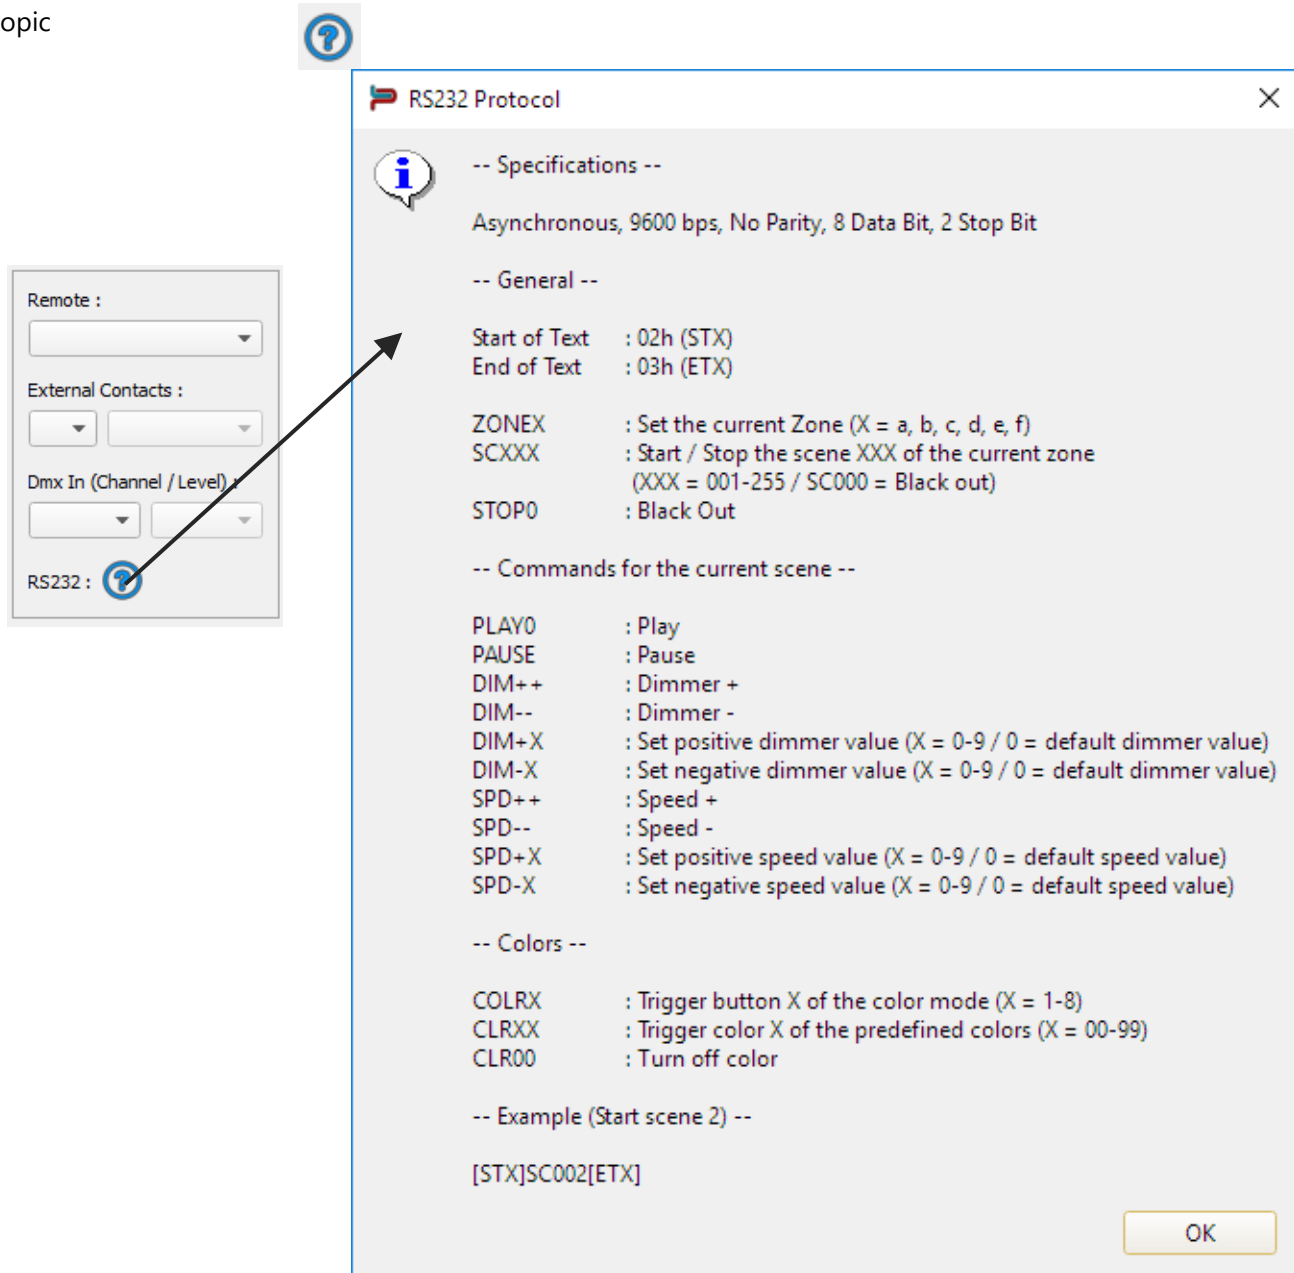 opic
RS232 Protocol
-- Specifications --
Asynchronous, 9600 bps, No Parity, 8 Data Bit, 2 Stop Bit
-- General --
Start of Text : 02h (STX)
End of Text : 03h (ETX)
ZONEX : Set the current Zone (X = a, b, c, d, e, f)
SCXXX : Start / Stop the scene XXX of the current zone
(XXX = 001-255 / SC000 = Black out)
STOP0 : Black Out
-- Commands for the current scene --
PLAY0 : Play
PAUSE : Pause
DIM++ : Dimmer +
DIM-- : Dimmer -
DIM+X : Set positive dimmer value (X = 0-9 / 0 = default dimmer value)
DIM-X : Set negative dimmer value (X = 0-9 / 0 = default dimmer value)
SPD++ : Speed +
SPD-- : Speed -
SPD+X : Set positive speed value (X = 0-9 / 0 = default speed value)
SPD-X : Set negative speed value (X = 0-9 / 0 = default speed value)
-- Colors --
COLRX : Trigger button X of the color mode (X = 1-8)
CLRXX : Trigger color X of the predefined colors (X = 00-99)
CLR00 : Turn off color
-- Example (Start scene 2) --
[STX]SC002[ETX]
OK
Remote :
External Contacts :
Dmx In (Channel / Level) :
RS232 :